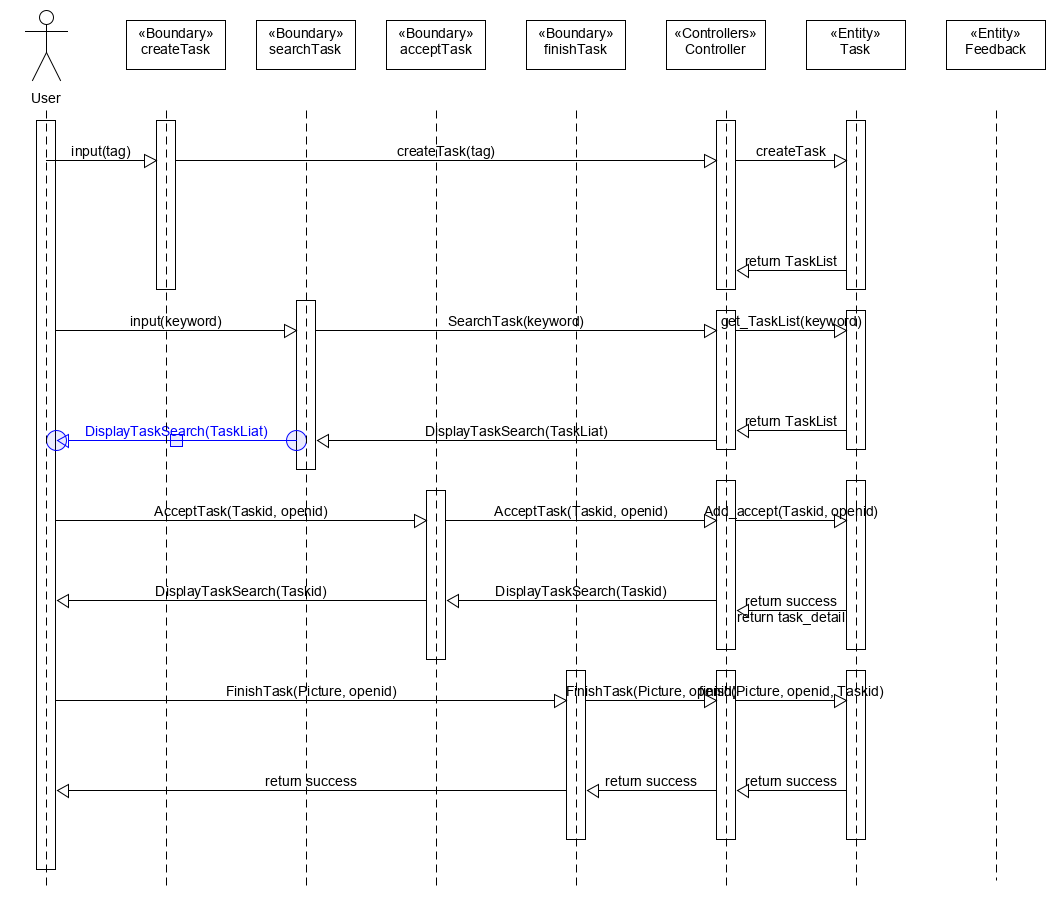 «Boundary»
createTask
«Boundary»
searchTask
«Boundary»
acceptTask
«Boundary»
finishTask
«Controllers»
Controller
«Entity»
Task
«Entity»
Feedback
User
input(tag)
createTask(tag)
createTask
return TaskList
input(keyword)
SearchTask(keyword)
get_TaskList(keyword)
return TaskList
DisplayTaskSearch(TaskLiat)
DisplayTaskSearch(TaskLiat)
AcceptTask(Taskid, openid)
AcceptTask(Taskid, openid)
Add_accept(Taskid, openid)
DisplayTaskSearch(Taskid)
DisplayTaskSearch(Taskid)
return success
return task_detail
FinishTask(Picture, openid)
FinishTask(Picture, openid)
finish(Picture, openid, Taskid)
return success
return success
return success